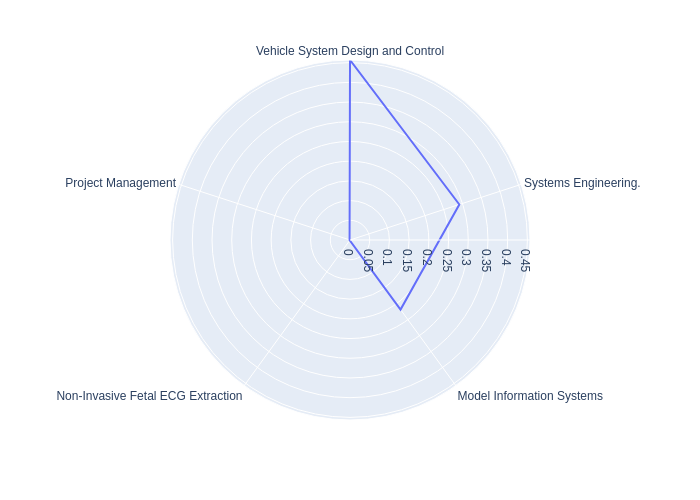 Vehicle System Design and Control
Project Management
Systems Engineering.
0
0.05
0.1
0.15
0.2
0.25
0.3
0.35
0.4
0.45
Non-Invasive Fetal ECG Extraction
Model Information Systems